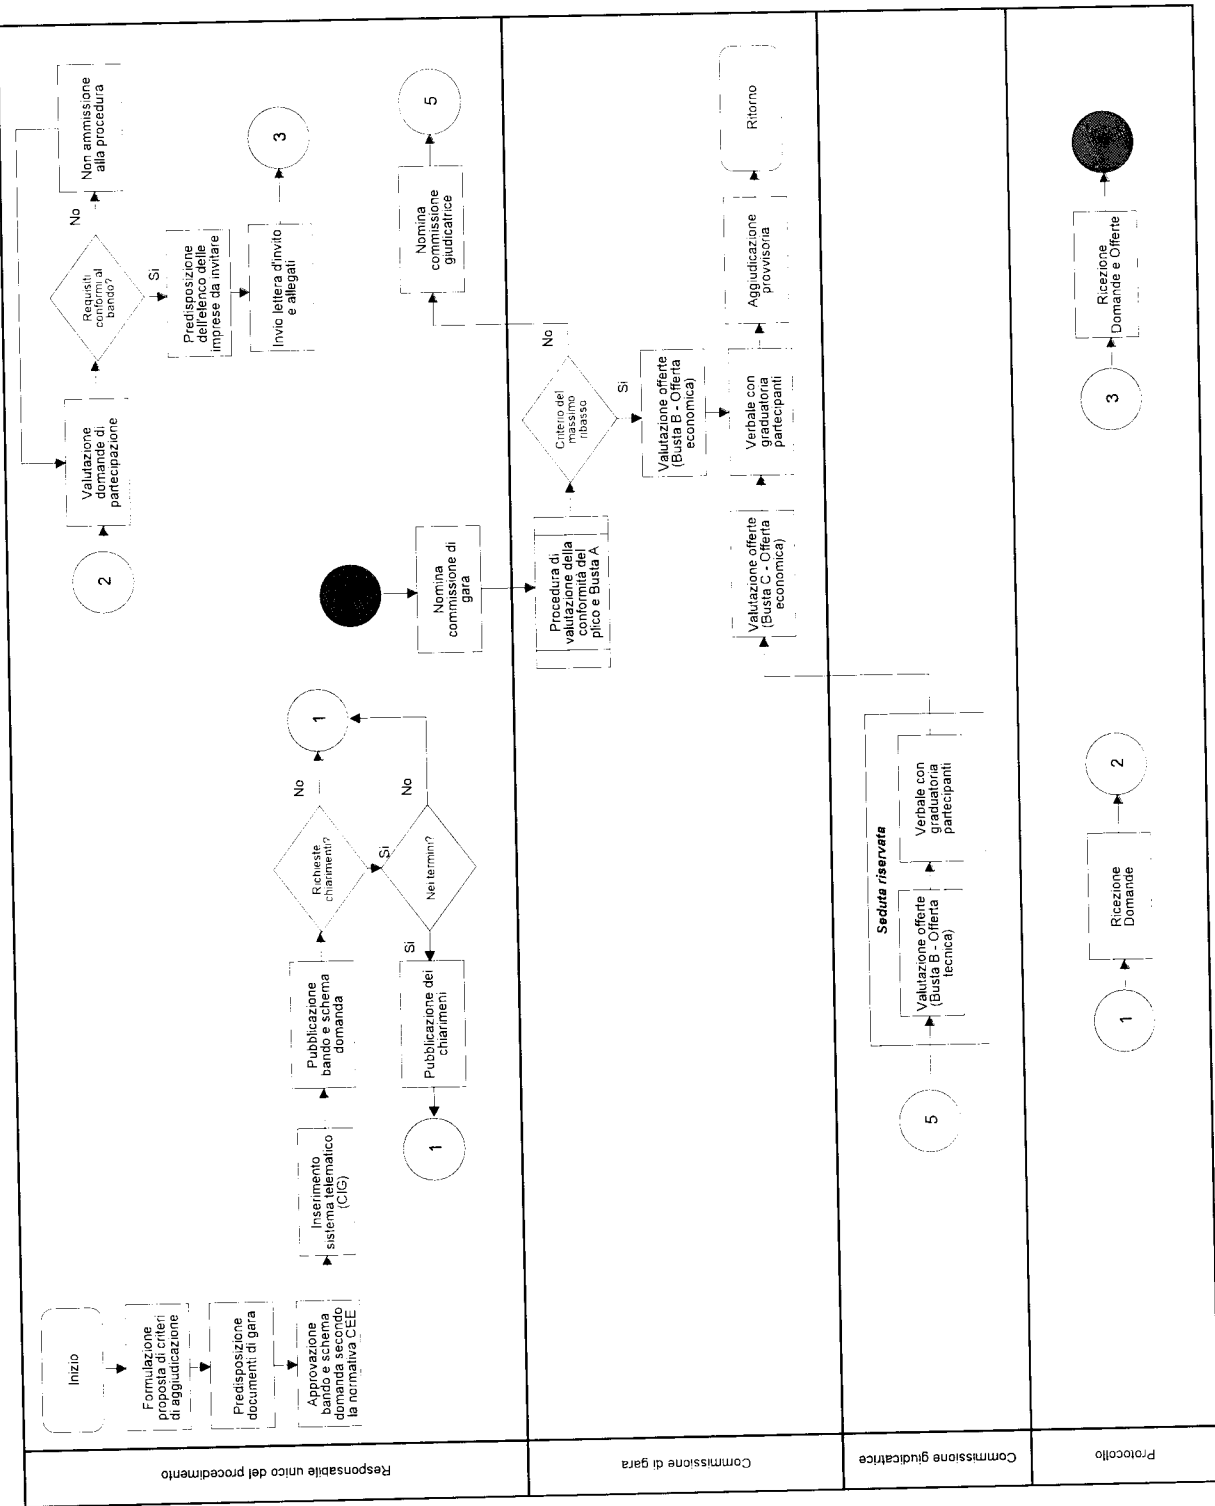 Responsabile unico del procedimento
Inizio
Formulazione
proposta di criteri
di aggiudicazione
Predisposizione
documenti di gara
Approvazione
bando e schema
domanda secondo
la normativa CEE
Inserimento
sistema telematico
(CIG)
Pubblicazione
bando e schema
domanda
Richieste
chiarimenti?
No
1
Si
Nei termini?
No
Si
Pubblicazione dei
chiarimeni
1
2
Valutazione
domande di
partecipazione
Requisiti
conformi al
bando?
No
Non ammissione
alla procedura
Si
Predisposizione
dell'elenco delle
imprese da invitare
Invio lettera d'invito
e allegati
3
Nomina
commissione di
gara
Nomina
commissione
giudicatrice
5
Commissione di gara
Procedura di
valutazione della
conformità del
plico e Busta A
Criterio del
massimo
ribasso
No
Si
Valutazione offerte
(Busta B - Offerta
economica)
Valutazione offerte
(Busta C - Offerta
economica)
Verbale con
graduatoria
partecipanti
Aggiudicazione
provvisoria
Ritorno
Commissione giudicatrice
5
Seduta riservata
Valutazione offerte
(Busta B - Offerta
tecnica)
Verbale con
graduatoria
partecipanti
Protocollo
1
Ricezione
Domande
2
3
Ricezione
Domande e Offerte